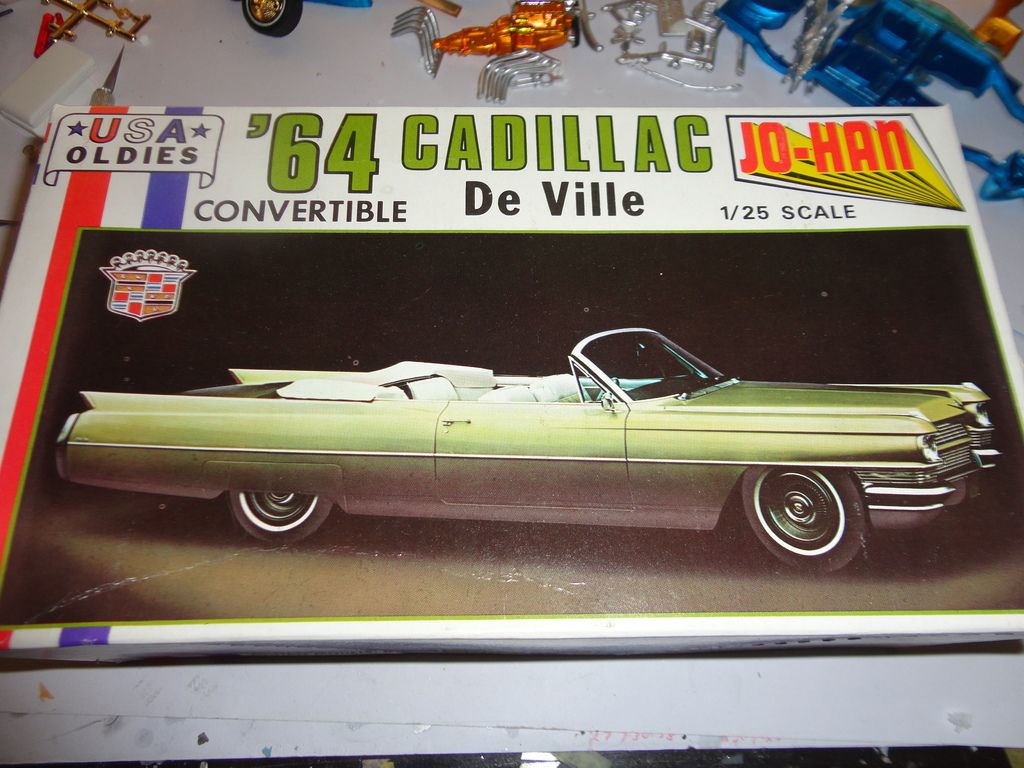 USA
OLDIES
'64 CADILLAC
CONVERTIBLE
De Ville
JO-HAN
1/25 SCALE